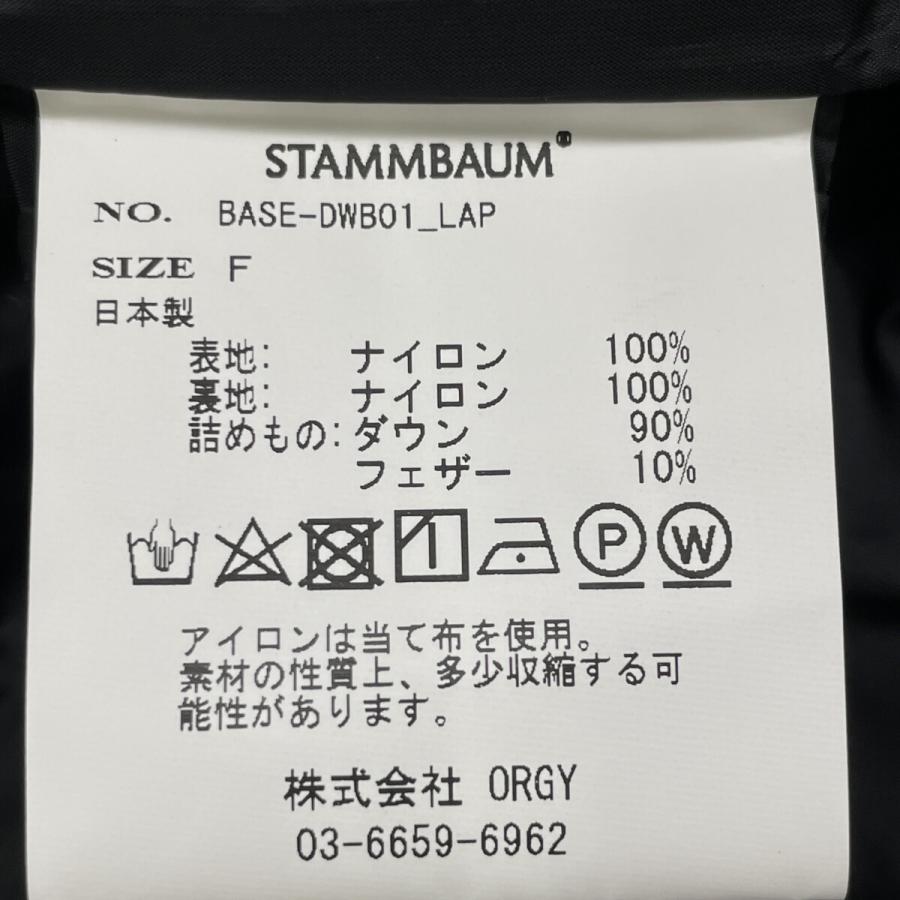 STAMMBAUM®
NO. BASE-DWB01_LAP
SIZE F
日本製
表地: ナイロン 100%
裏地: ナイロン 100%
詰めもの: ダウン 90%
フェザー 10%
P W
アイロンは当て布を使用。
素材の性質上、多少収縮する可
能性があります。
株式会社 ORGY
03-6659-6962